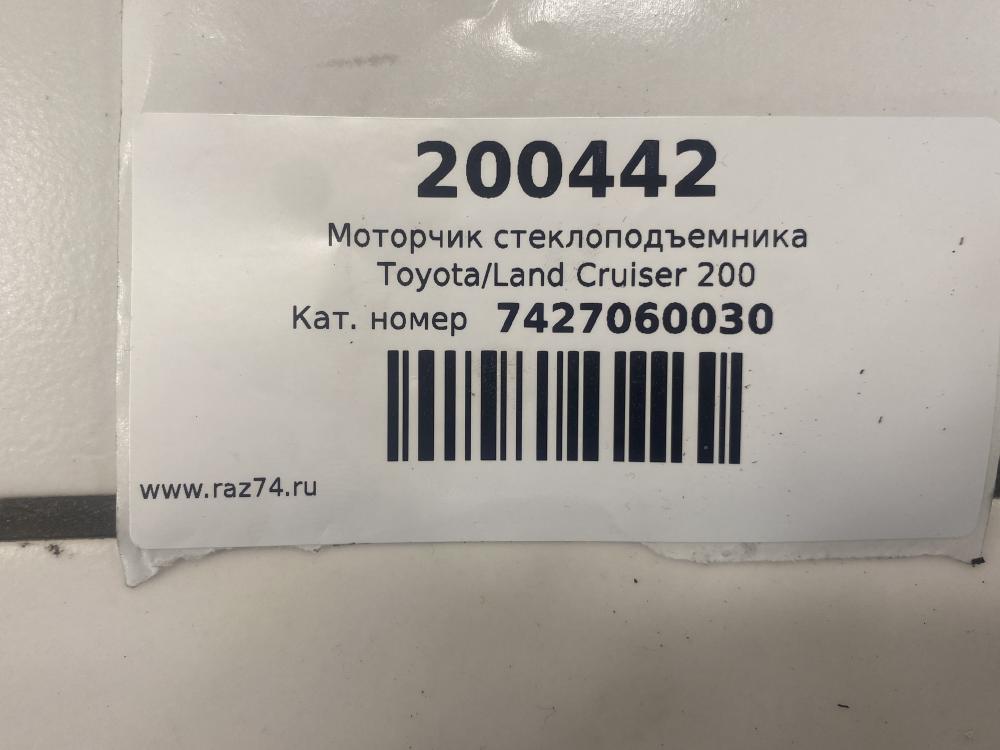 200442
Моторчик стеклоподъемника
Toyota/Land Cruiser 200
Кат. номер 7427060030
www.raz74.ru